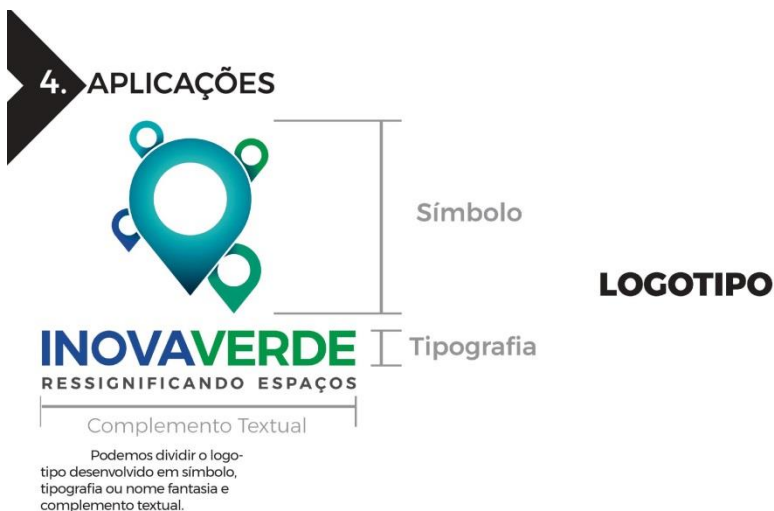 4. APLICAÇÕES
Símbolo
LOGOTIPO
INOVAVERDE
Tipografia
RESSIGNIFICANDO ESPAÇOS
Complemento Textual
Podemos dividir o logo-
tipo desenvolvido em símbolo,
tipografia ou nome fantasia e
complemento textual.